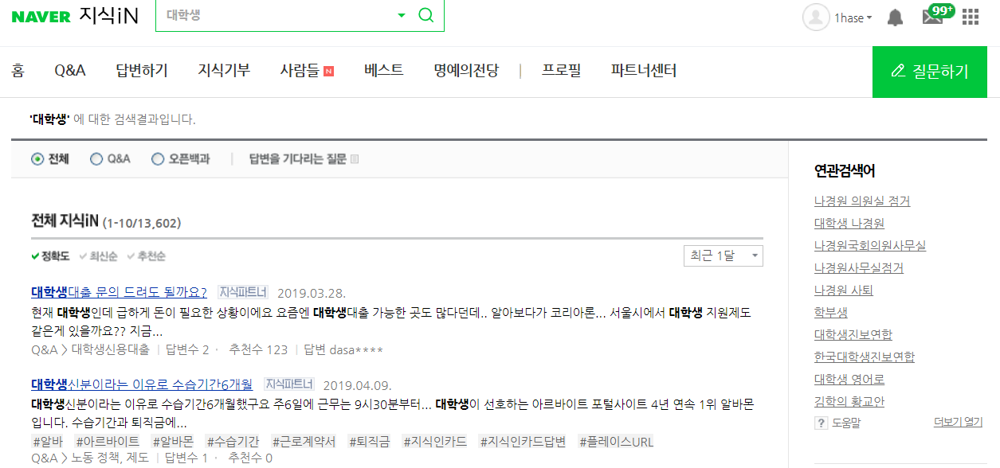 NAVER 지식iN 대학생 1hase 99+
홈 Q&A 답변하기 지식기부 사람들 N 베스트 명예의전당 | 프로필 파트너센터 질문하기
'대학생' 에 대한 검색결과입니다.
전체 Q&A 오픈백과 | 답변을 기다리는 질문
전체 지식iN (1-10/13,602)
정확도 최신순 추천순 최근 1달
대학생대출 문의 드려도 될까요? 지식파트너 2019.03.28.
현재 대학생인데 급하게 돈이 필요한 상황이에요 요즘엔 대학생대출 가능한 곳도 많다던데.. 알아보다가 코리아론... 서울시에서 대학생 지원제도
같은게 있을까요?? 지금...
Q&A > 대학생신용대출 | 답변수 2 · 추천수 123 | 답변 dasa****
대학생신분이라는 이유로 수습기간6개월 지식파트너 2019.04.09.
대학생신분이라는 이유로 수습기간6개월했구요 주6일에 근무는 9시30분부터... 대학생이 선호하는 아르바이트 포털사이트 4년 연속 1위 알바몬
입니다. 수습기간과 퇴직금에...
#알바 #아르바이트 #알바몬 #수습기간 #근로계약서 #퇴직금 #지식인카드 #지식인카드답변 #플레이스URL
Q&A > 노동 정책, 제도 | 답변수 1 · 추천수 0
연관검색어
나경원 의원실 점거
대학생 나경원
나경원국회의원사무실
나경원사무실점거
나경원 사퇴
학부생
대학생진보연합
한국대학생진보연합
대학생 영어로
김학의 황교안
? 도움말 더보기 열기